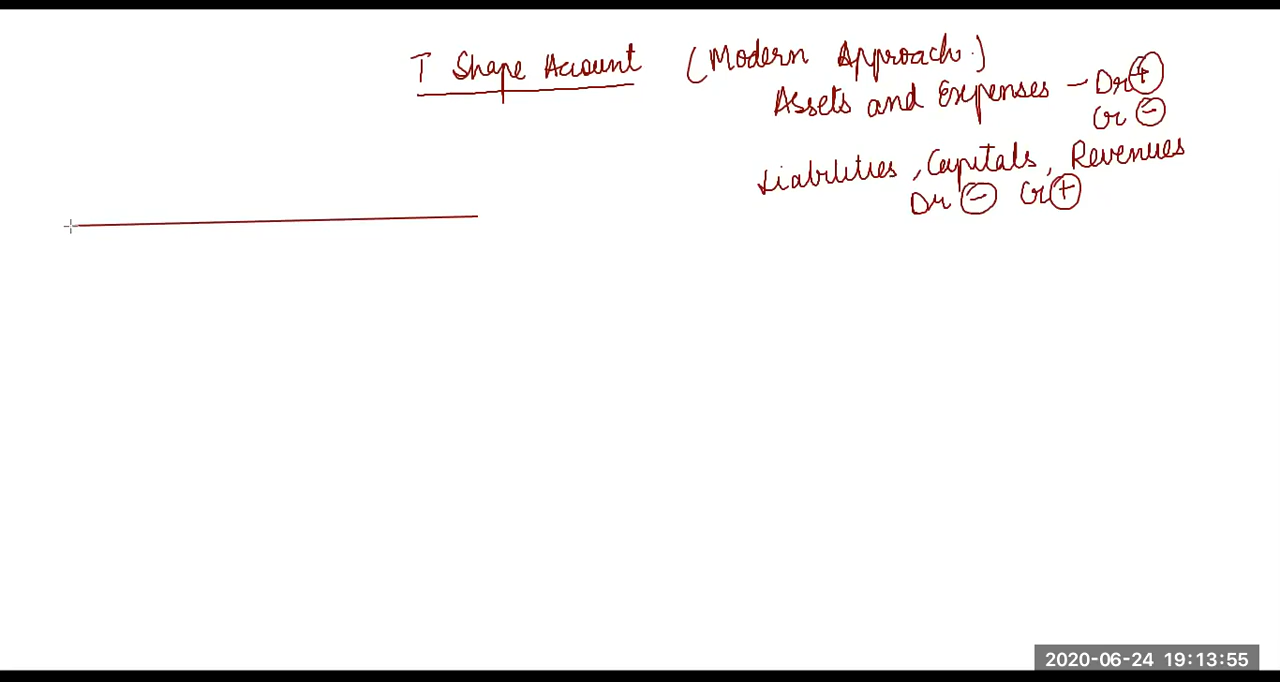 T Shape Account (Modern Approach.)
Assets and Expenses - Dr +
Cr -
Liabilities, Capitals, Revenues
Dr - Cr +
2020-06-24 19:13:55